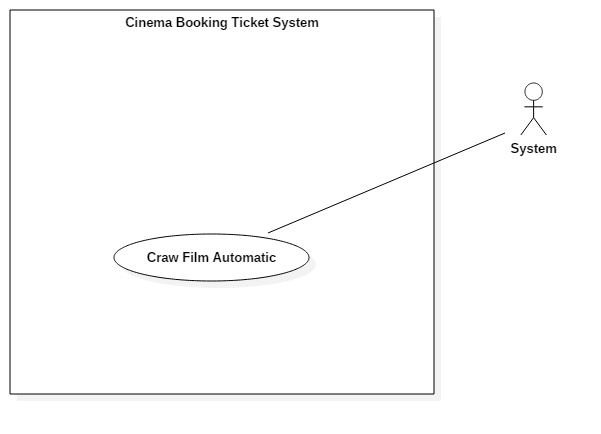 Cinema Booking Ticket System
System
Craw Film Automatic